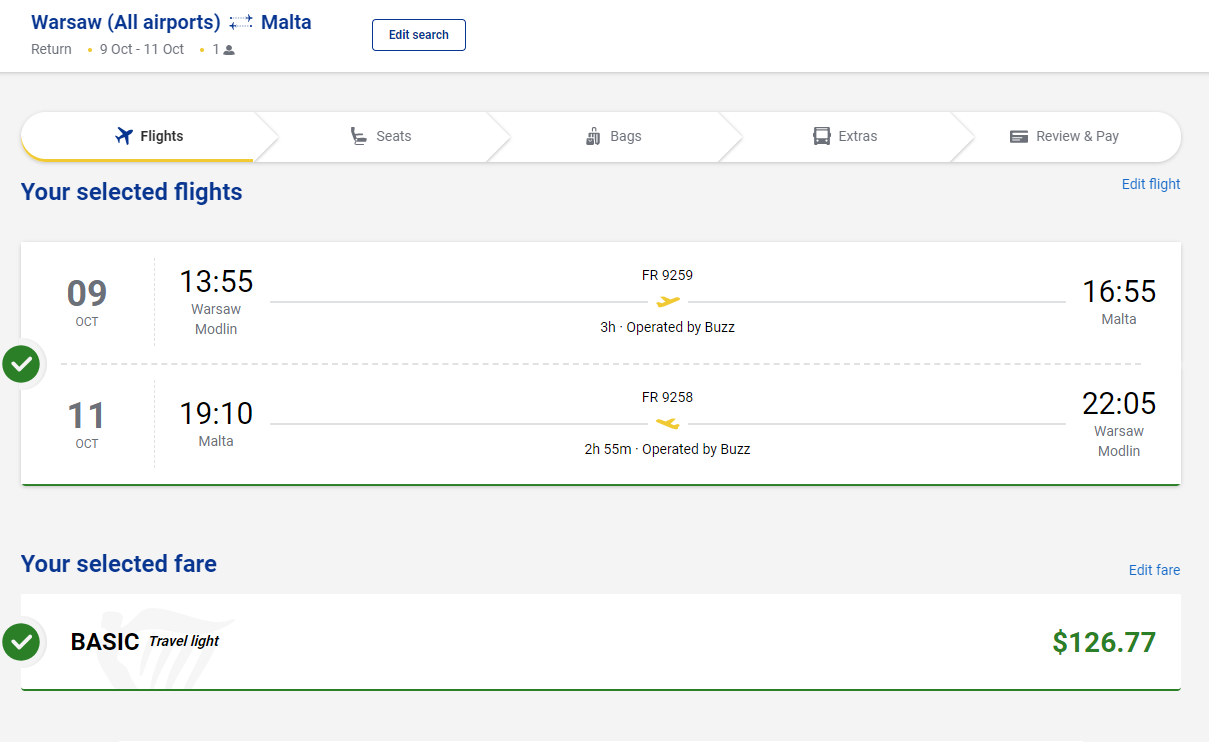 Warsaw (All airports) Malta
Edit search
Return • 9 Oct - 11 Oct • 1
Flights
Seats
Bags
Extras
Review & Pay
Your selected flights
Edit flight
09
OCT
13:55
Warsaw
Modlin
FR 9259
3h · Operated by Buzz
16:55
Malta
11
OCT
19:10
Malta
FR 9258
2h 55m · Operated by Buzz
22:05
Warsaw
Modlin
Your selected fare
Edit fare
BASIC Travel light
$126.77